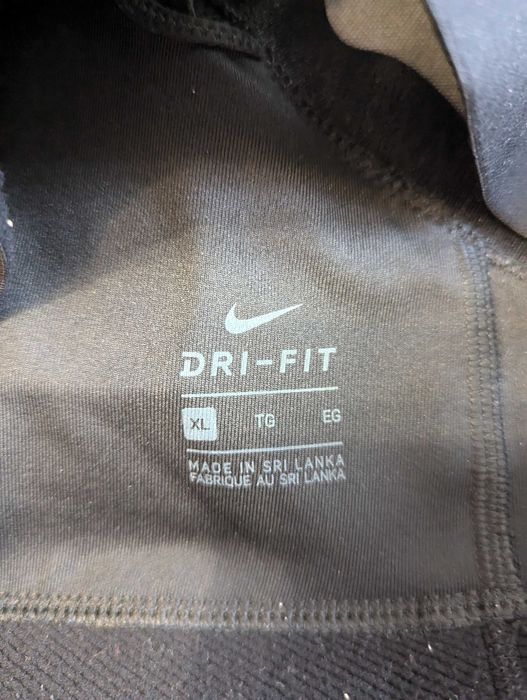 DRI-FIT
XL TG EG
MADE IN SRI LANKA
FABRIQUE AU SRI LANKA